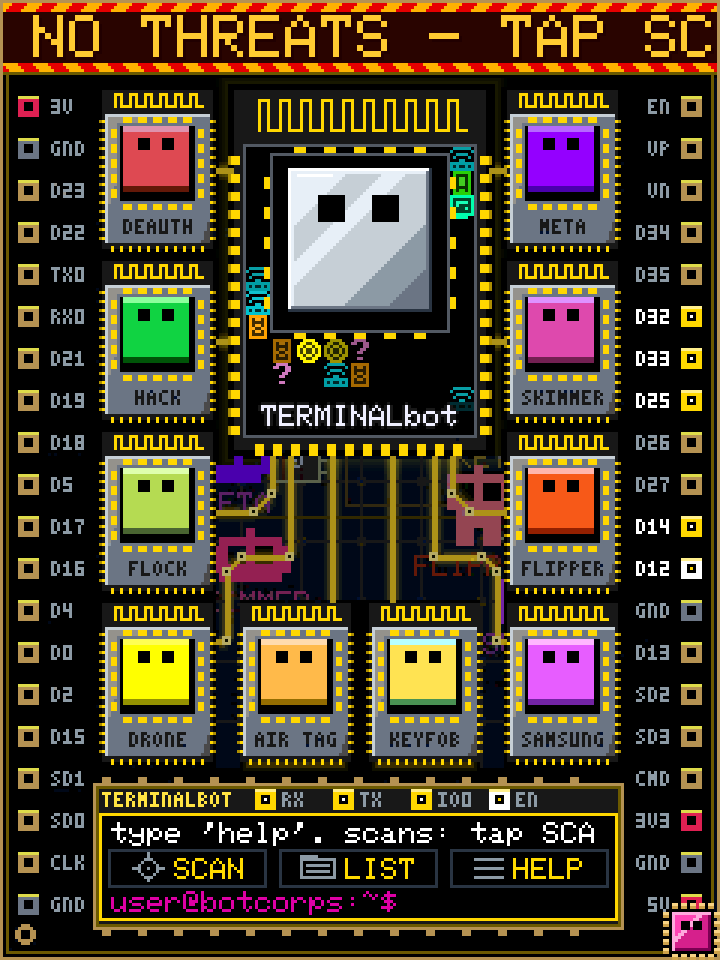 NO THREATS - TAP SC
3V
GND
D23
D22
TX0
RX0
D21
D19
D18
D5
D17
D16
D4
D0
D2
D15
SD1
SD0
CLK
GND
DEAUTH
HACK
FLOCK
DRONE
AIR TAG
KEYFOB
SAMSUNG
TERMINALbot
META
SKIMMER
FLIPPER
EN
VP
VN
D34
D35
D32
D33
D25
D26
D27
D14
D12
GND
D13
SD2
SD3
CMD
3V3
GND
5V
TERMINALBOT RX TX IO0 EN
type 'help'. scans: tap SCA
SCAN LIST HELP
user@botcorps:~$